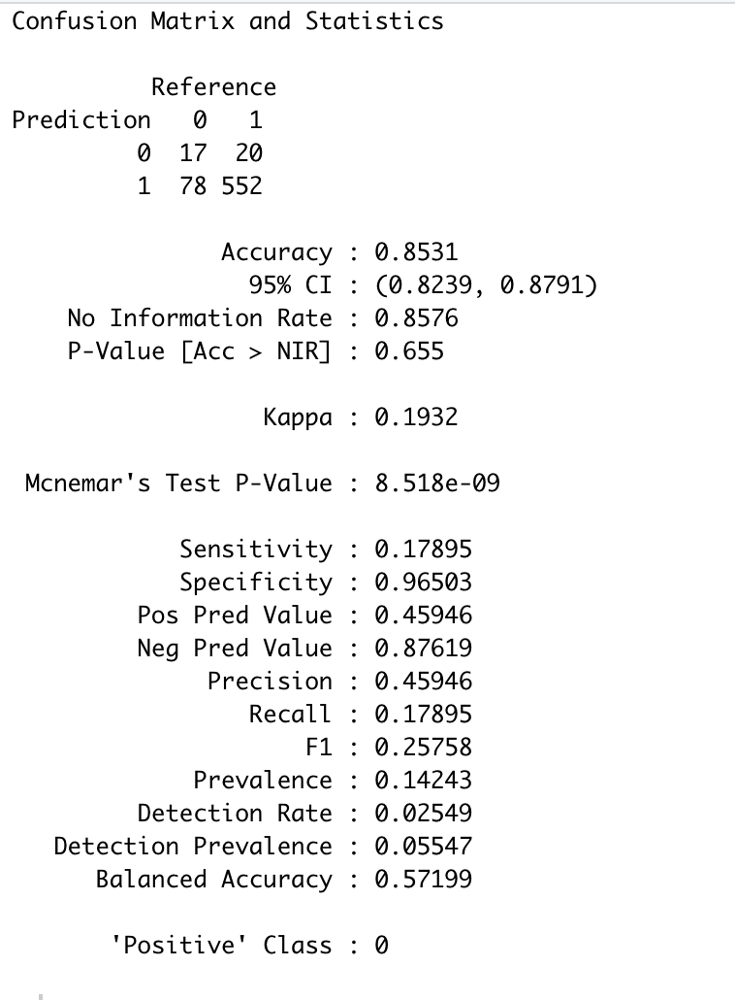 Confusion Matrix and Statistics
Reference
Prediction 0 1
0 17 20
1 78 552
Accuracy : 0.8531
95% CI : (0.8239, 0.8791)
No Information Rate : 0.8576
P-Value [Acc > NIR] : 0.655
Kappa : 0.1932
Mcnemar's Test P-Value : 8.518e-09
Sensitivity : 0.17895
Specificity : 0.96503
Pos Pred Value : 0.45946
Neg Pred Value : 0.87619
Precision : 0.45946
Recall : 0.17895
F1 : 0.25758
Prevalence : 0.14243
Detection Rate : 0.02549
Detection Prevalence : 0.05547
Balanced Accuracy : 0.57199
'Positive' Class : 0